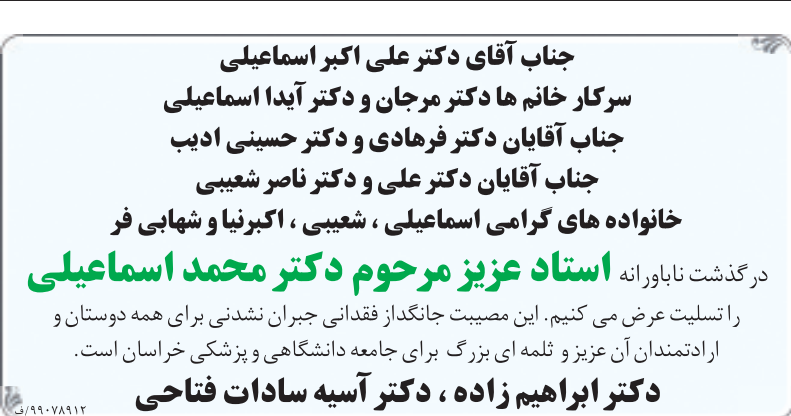 جناب آقای دکتر علی اکبر اسماعیلی
سرکار خانم ها دکتر مرجان و دکتر آیدا اسماعیلی
جناب آقایان دکتر فرهادی و دکتر حسینی ادیب
جناب آقایان دکتر علی و دکتر ناصر شعیبی
خانواده های گرامی اسماعیلی ، شعیبی ، اکبرنیا و شهابی فر
درگذشت ناباورانه استاد عزیز مرحوم دکتر محمد اسماعیلی
را تسلیت عرض می کنیم. این مصیبت جانگداز فقدانی جبران نشدنی برای همه دوستان و
ارادتمندان آن عزیز و ثلمه ای بزرگ برای جامعه دانشگاهی و پزشکی خراسان است.
دکتر ابراهیم زاده ، دکتر آسیه سادات فتاحی
۹۹۰۷۸۹۱۲/ف